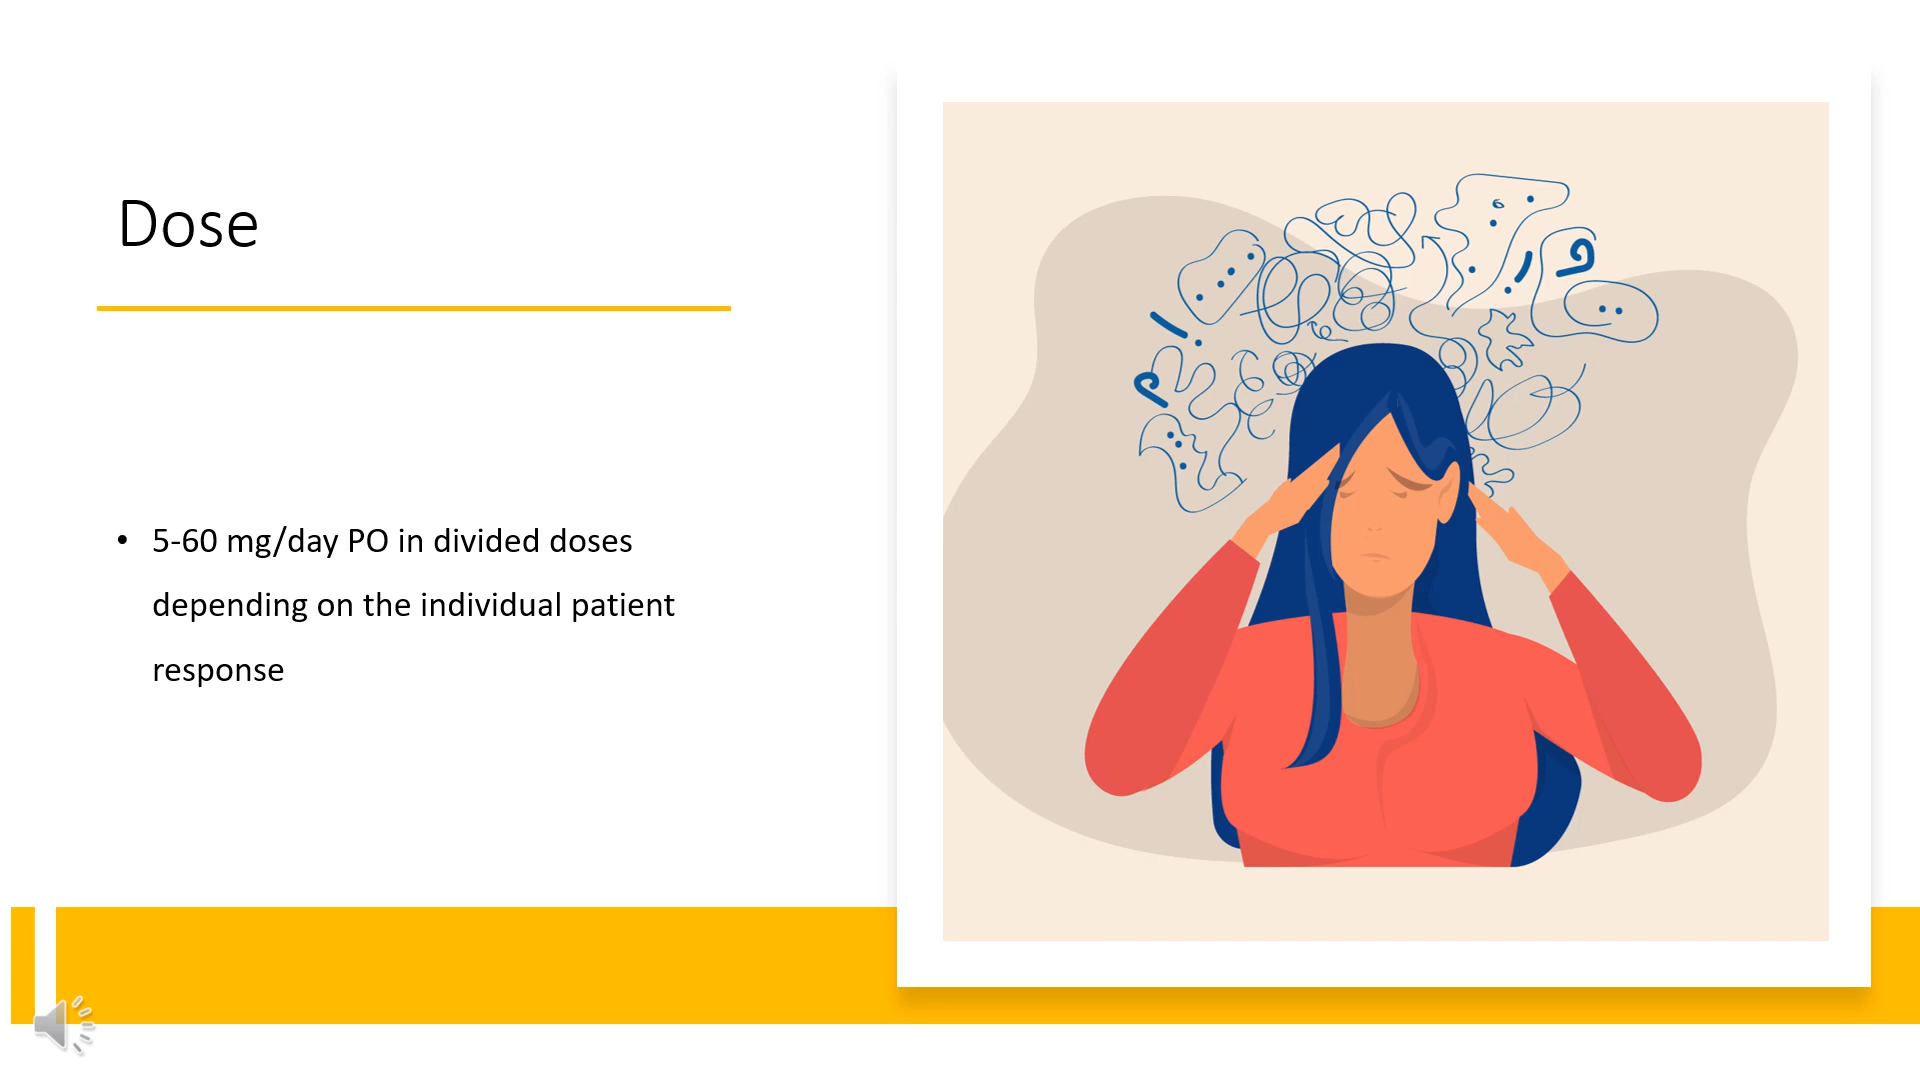 Dose
• 5-60 mg/day PO in divided doses
depending on the individual patient
response